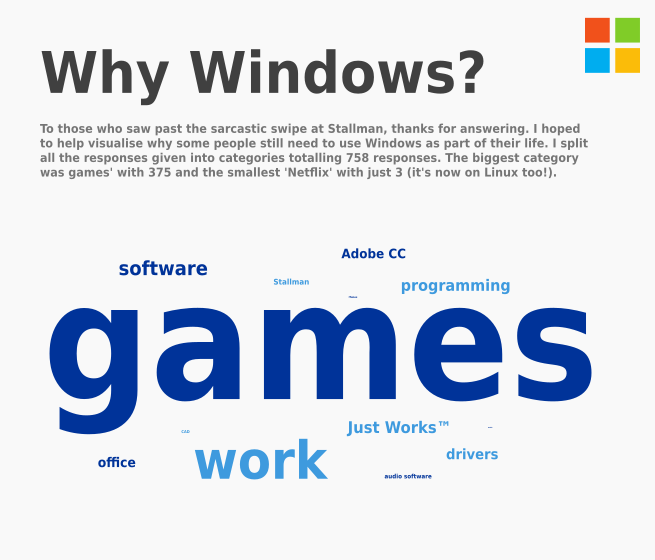 Why Windows?
To those who saw past the sarcastic swipe at Stallman, thanks for answering. I hoped
to help visualise why some people still need to use Windows as part of their life. I split
all the responses given into categories totalling 758 responses. The biggest category
was games' with 375 and the smallest 'Netflix' with just 3 (it's now on Linux too!).
Adobe CC
software
Stallman
programming
games
Just Works™
CAD
work
drivers
office
audio software